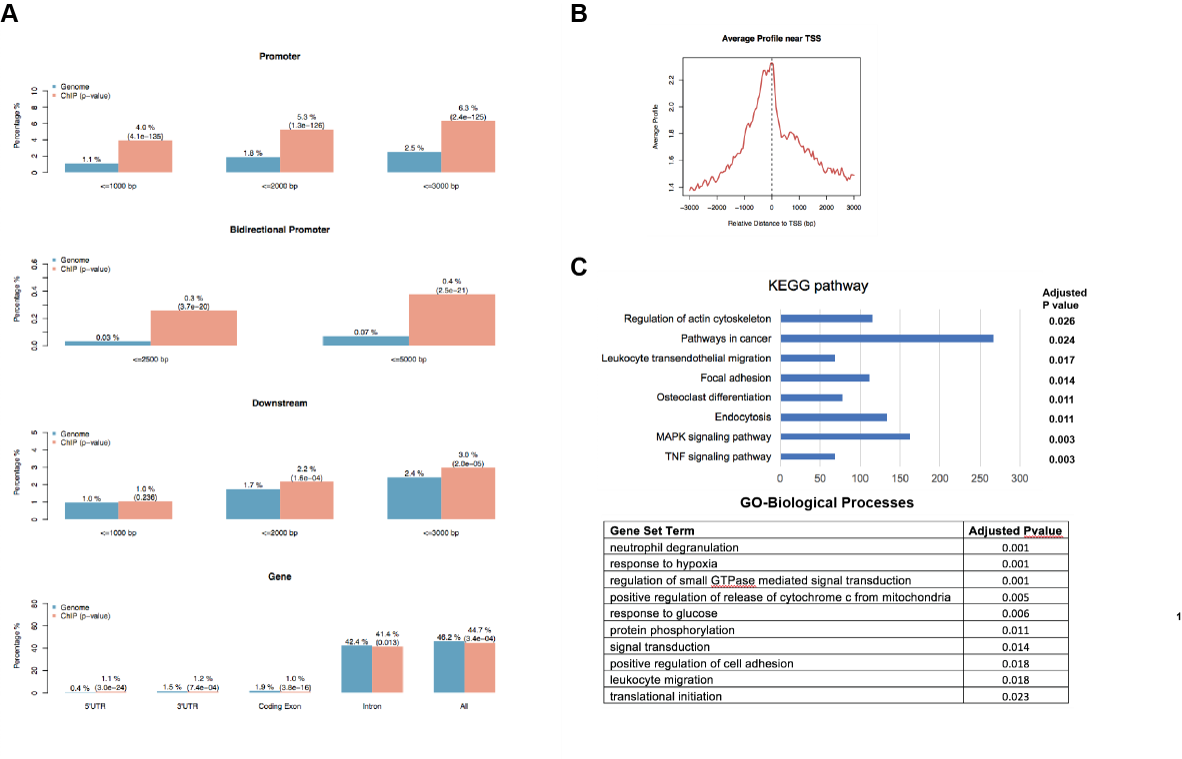 A
Promoter
Genome
ChIP (p−value)
Percentage %
0 2 4 6 8 10
1.1 %
4.0 %
(4.1e−135)
<=1000 bp
1.8 %
5.3 %
(1.3e−126)
<=2000 bp
2.5 %
6.3 %
(2.4e−125)
<=3000 bp
Bidirectional Promoter
Genome
ChIP (p−value)
Percentage %
0.0 0.2 0.4 0.6
0.03 %
0.3 %
(3.7e−20)
<=2500 bp
0.07 %
0.4 %
(2.5e−21)
<=5000 bp
Downstream
Genome
ChIP (p−value)
Percentage %
0 1 2 3 4 5
1.0 %
1.0 %
(0.236)
<=1000 bp
1.7 %
2.2 %
(1.6e−04)
<=2000 bp
2.4 %
3.0 %
(2.0e−05)
<=3000 bp
Gene
Genome
ChIP (p−value)
Percentage %
0 20 40 60 80
0.4 %
1.1 %
(3.0e−24)
5'UTR
1.5 %
1.2 %
(7.4e−04)
3'UTR
1.9 %
1.0 %
(3.8e−16)
Coding Exon
42.4 %
41.4 %
(0.013)
Intron
46.2 %
44.7 %
(3.4e−04)
All
B
Average Profile near TSS
Average Profile
1.4 1.6 1.8 2.0 2.2
−3000 −2000 −1000 0 1000 2000 3000
Relative Distance to TSS (bp)
C
KEGG pathway
Adjusted
P value
Regulation of actin cytoskeleton 0.026
Pathways in cancer 0.024
Leukocyte transendothelial migration 0.017
Focal adhesion 0.014
Osteoclast differentiation 0.011
Endocytosis 0.011
MAPK signaling pathway 0.003
TNF signaling pathway 0.003
0 50 100 150 200 250 300
GO-Biological Processes
Gene Set Term Adjusted Pvalue
neutrophil degranulation 0.001
response to hypoxia 0.001
regulation of small GTPase mediated signal transduction 0.001
positive regulation of release of cytochrome c from mitochondria 0.005
response to glucose 0.006
protein phosphorylation 0.011
signal transduction 0.014
positive regulation of cell adhesion 0.018
leukocyte migration 0.018
translational initiation 0.023
1